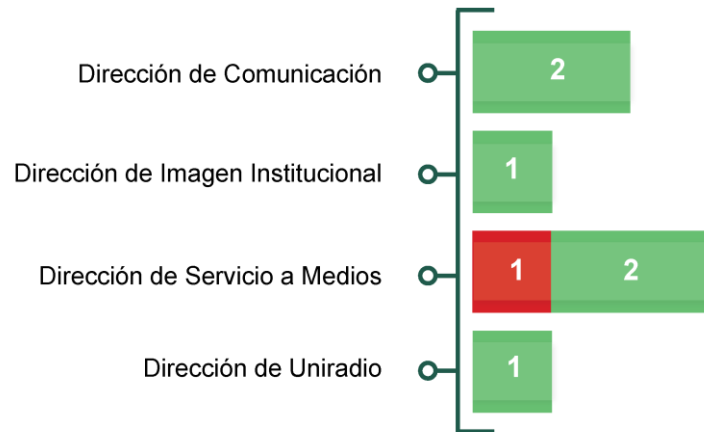 Dirección de Comunicación 2
Dirección de Imagen Institucional 1
Dirección de Servicio a Medios 1 2
Dirección de Uniradio 1